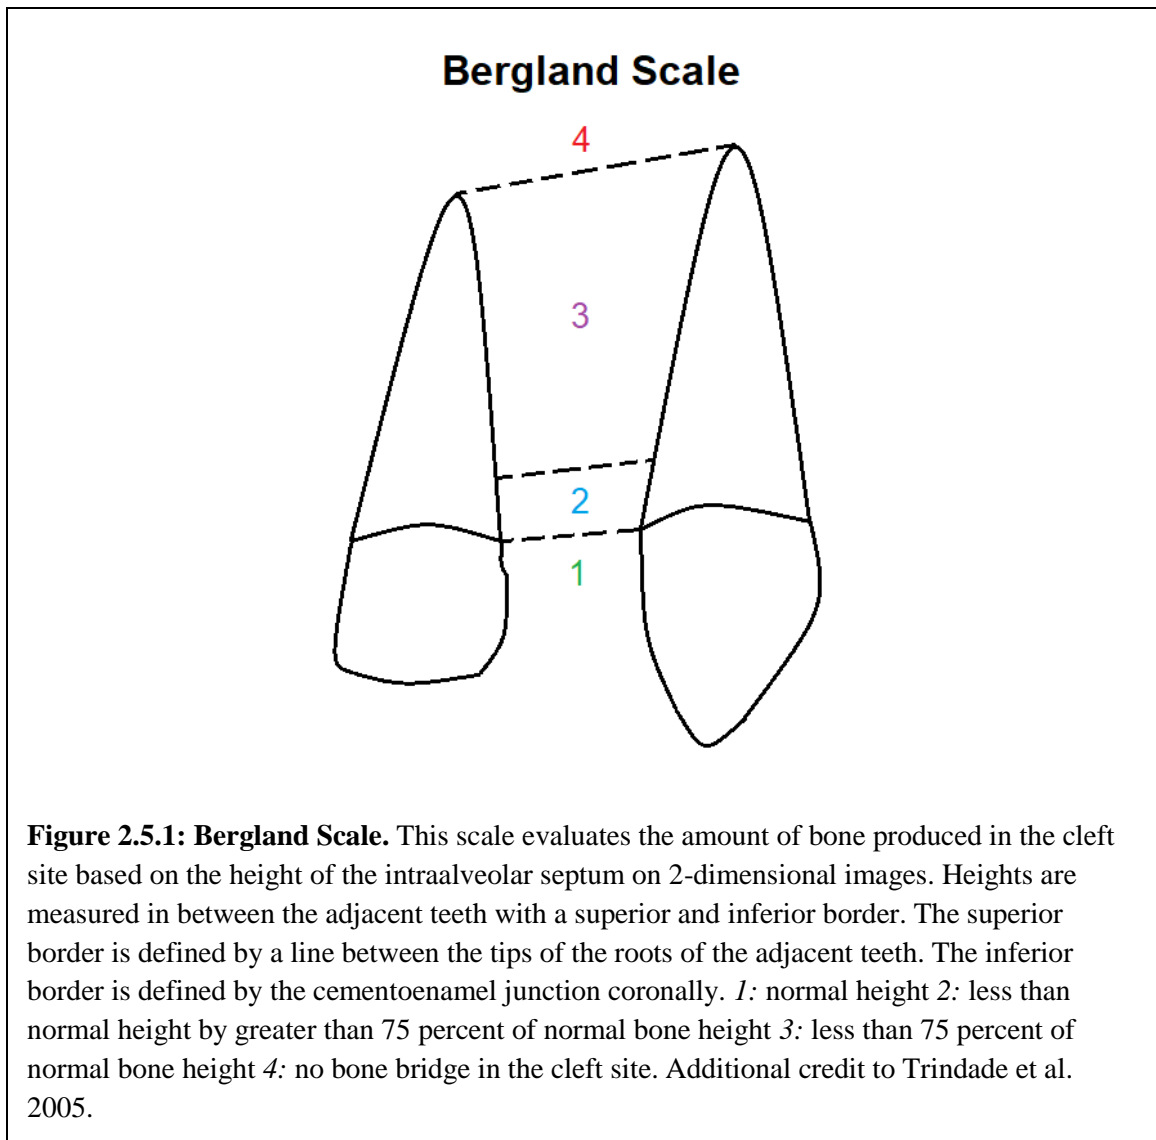 Bergland Scale
4
3
2
1
Figure 2.5.1: Bergland Scale. This scale evaluates the amount of bone produced in the cleft
site based on the height of the intraalveolar septum on 2-dimensional images. Heights are
measured in between the adjacent teeth with a superior and inferior border. The superior
border is defined by a line between the tips of the roots of the adjacent teeth. The inferior
border is defined by the cementoenamel junction coronally. 1: normal height 2: less than
normal height by greater than 75 percent of normal bone height 3: less than 75 percent of
normal bone height 4: no bone bridge in the cleft site. Additional credit to Trindade et al.
2005.